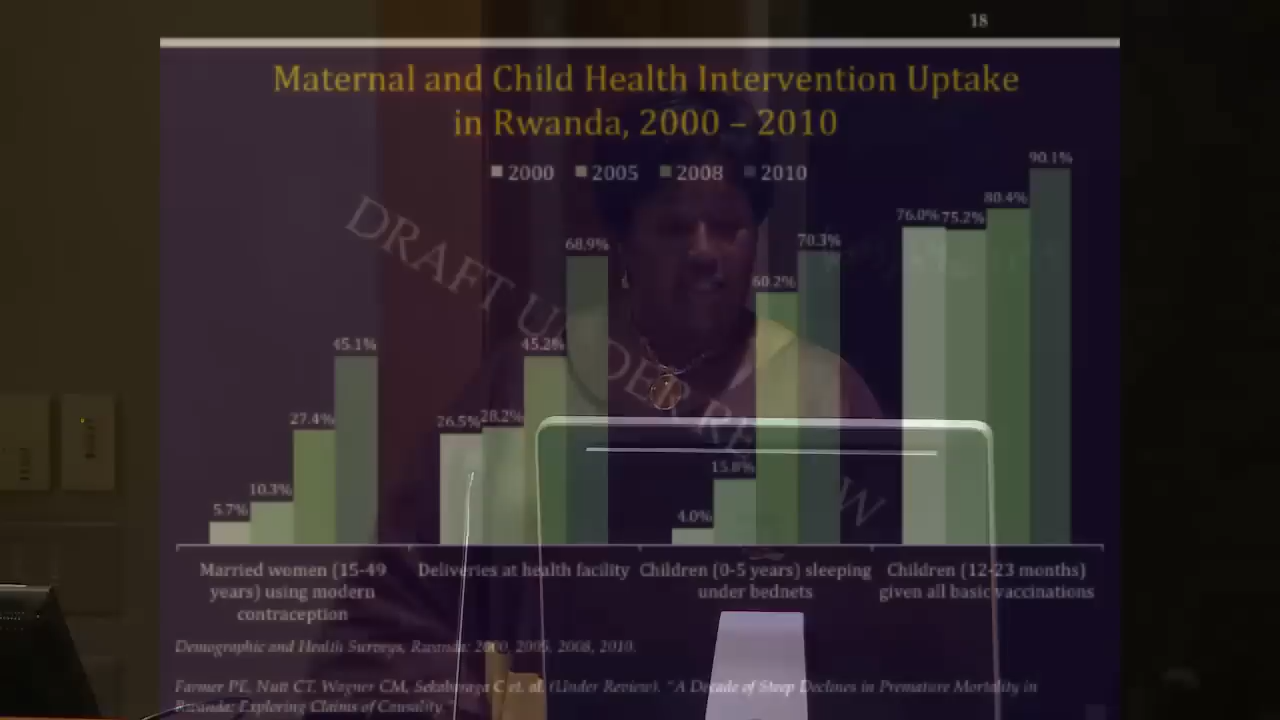 18
Maternal and Child Health Intervention Uptake
in Rwanda, 2000 – 2010
2000 2005 2008 2010
DRAFT UNDER REVIEW
5.7% 10.3% 27.4% 45.1%
26.5% 28.2% 45.2% 68.9%
4.0% 15.8% 60.2% 70.3%
76.0% 75.2% 80.4% 90.1%
Married women (15-49
years) using modern
contraception
Deliveries at health facility
Children (0-5 years) sleeping
under bednets
Children (12-23 months)
given all basic vaccinations
Demographic and Health Surveys, Rwanda: 2000, 2005, 2008, 2010.
Farmer PE, Nutt CT, Wagner CM, Sekabaraga C et. al. (Under Review). "A Decade of Steep Declines in Premature Mortality in
Rwanda: Exploring Claims of Causality."